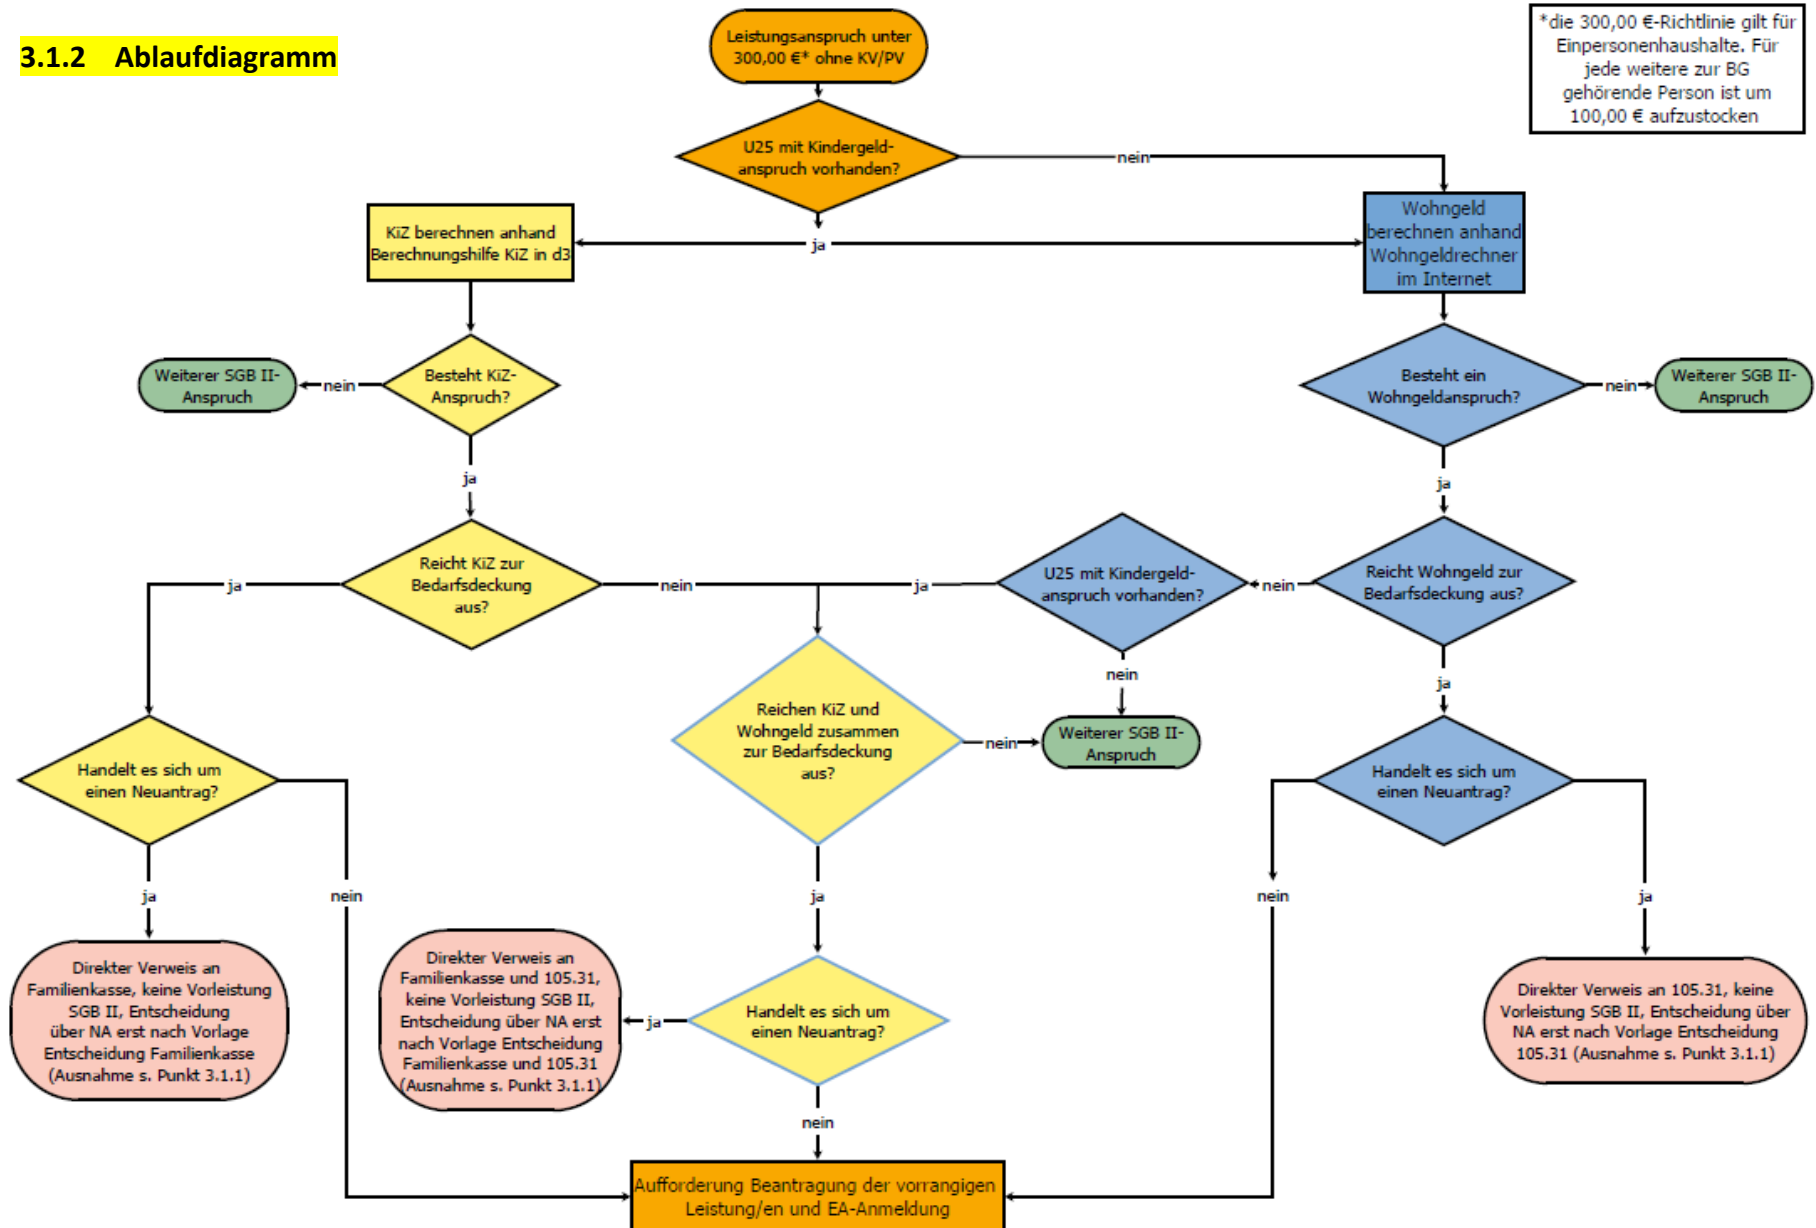 3.1.2 Ablaufdiagramm
Leistungsanspruch unter
300,00 €* ohne KV/PV
*die 300,00 €-Richtlinie gilt für
Einpersonenhaushalte. Für
jede weitere zur BG
gehörende Person ist um
100,00 € aufzustocken
U25 mit Kindergeld-
anspruch vorhanden?
nein
ja
KiZ berechnen anhand
Berechnungshilfe KiZ in d3
Wohngeld
berechnen anhand
Wohngeldrechner
im Internet
Weiterer SGB II-
Anspruch
nein
Besteht KiZ-
Anspruch?
Besteht ein
Wohngeldanspruch?
nein
Weiterer SGB II-
Anspruch
ja
ja
ja
Reicht KiZ zur
Bedarfsdeckung
aus?
nein
ja
U25 mit Kindergeld-
anspruch vorhanden?
nein
Reicht Wohngeld zur
Bedarfsdeckung aus?
nein
ja
Reichen KiZ und
Wohngeld zusammen
zur Bedarfsdeckung
aus?
nein
Weiterer SGB II-
Anspruch
Handelt es sich um
einen Neuantrag?
Handelt es sich um
einen Neuantrag?
ja
nein
ja
nein
ja
Direkter Verweis an
Familienkasse, keine Vorleistung
SGB II, Entscheidung
über NA erst nach Vorlage
Entscheidung Familienkasse
(Ausnahme s. Punkt 3.1.1)
Direkter Verweis an
Familienkasse und 105.31,
keine Vorleistung SGB II,
Entscheidung über NA erst
nach Vorlage Entscheidung
Familienkasse und 105.31
(Ausnahme s. Punkt 3.1.1)
ja
Handelt es sich um
einen Neuantrag?
Direkter Verweis an 105.31, keine
Vorleistung SGB II, Entscheidung über
NA erst nach Vorlage Entscheidung
105.31 (Ausnahme s. Punkt 3.1.1)
nein
Aufforderung Beantragung der vorrangigen
Leistung/en und EA-Anmeldung